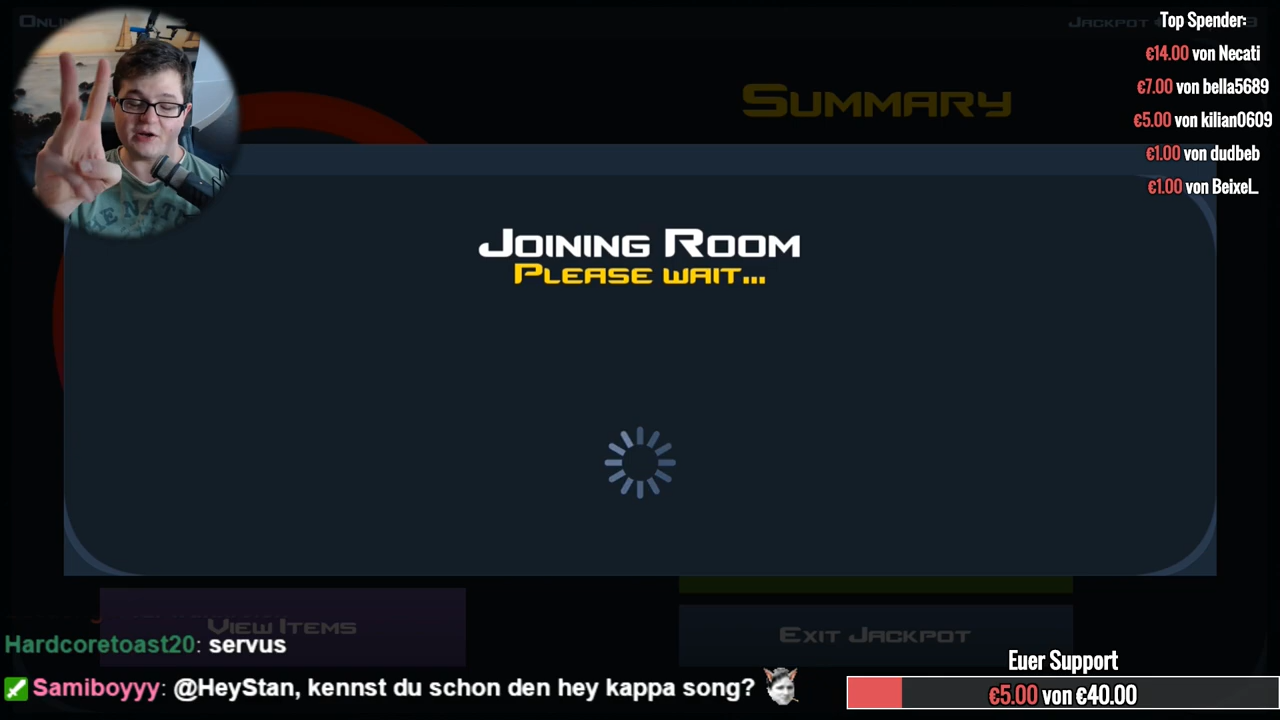 Top Spender:
€14.00 von Necati
€7.00 von bella5689
€5.00 von kilian0609
€1.00 von dudbeb
€1.00 von Beixel_
Summary
Joining Room
Please wait...
View Items
Exit Jackpot
Hardcoretoast20: servus
Samiboyyy: @HeyStan, kennst du schon den hey kappa song?
Euer Support
€5.00 von €40.00